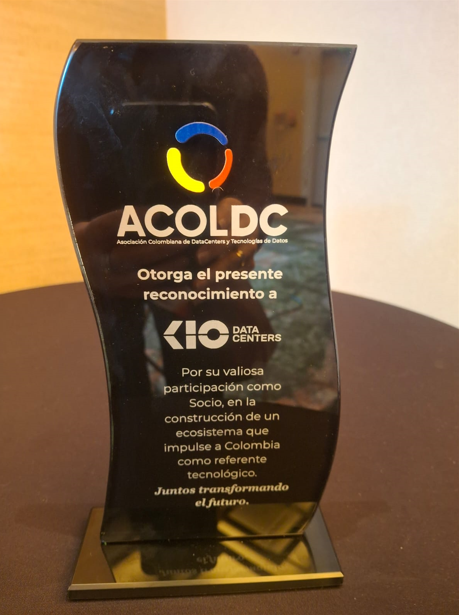 ACOLDC
Asociación Colombiana de DataCenters y Tecnologías de Datos
Otorga el presente
reconocimiento a
KIO DATA
CENTERS
Por su valiosa
participación como
Socio, en la
construcción de un
ecosistema que
impulse a Colombia
como referente
tecnológico.
Juntos transformando
el futuro.